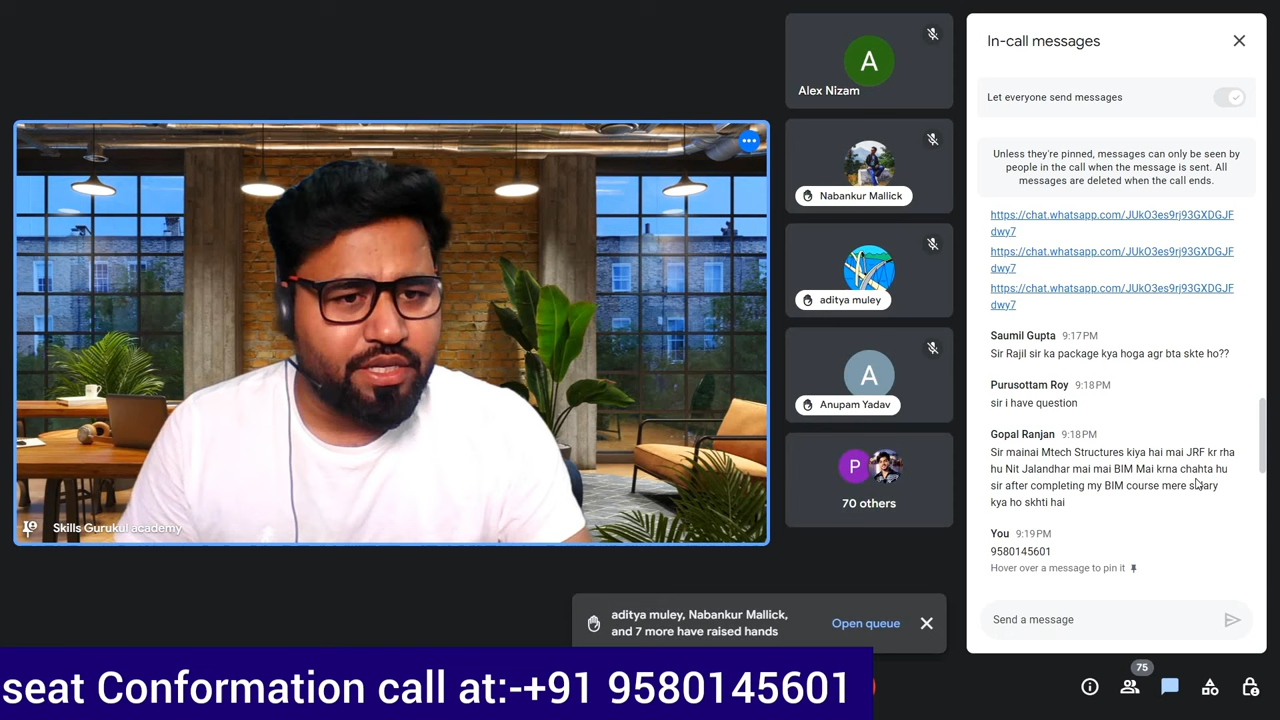 Skills Gurukul academy
A
Alex Nizam
Nabankur Mallick
aditya muley
A
Anupam Yadav
P
70 others
In-call messages
Let everyone send messages
Unless they're pinned, messages can only be seen by
people in the call when the message is sent. All
messages are deleted when the call ends.
https://chat.whatsapp.com/JUkO3es9rj93GXDGJF
dwy7
https://chat.whatsapp.com/JUkO3es9rj93GXDGJF
dwy7
https://chat.whatsapp.com/JUkO3es9rj93GXDGJF
dwy7
Saumil Gupta 9:17 PM
Sir Rajil sir ka package kya hoga agr bta skte ho??
Purusottam Roy 9:18 PM
sir i have question
Gopal Ranjan 9:18 PM
Sir mainai Mtech Structures kiya hai mai JRF kr rha
hu Nit Jalandhar mai mai BIM Mai krna chahta hu
sir after completing my BIM course mere salary
kya ho skhti hai
You 9:19 PM
9580145601
Hover over a message to pin it
Send a message
aditya muley, Nabankur Mallick,
and 7 more have raised hands
Open queue
75
seat Conformation call at:-+91 9580145601